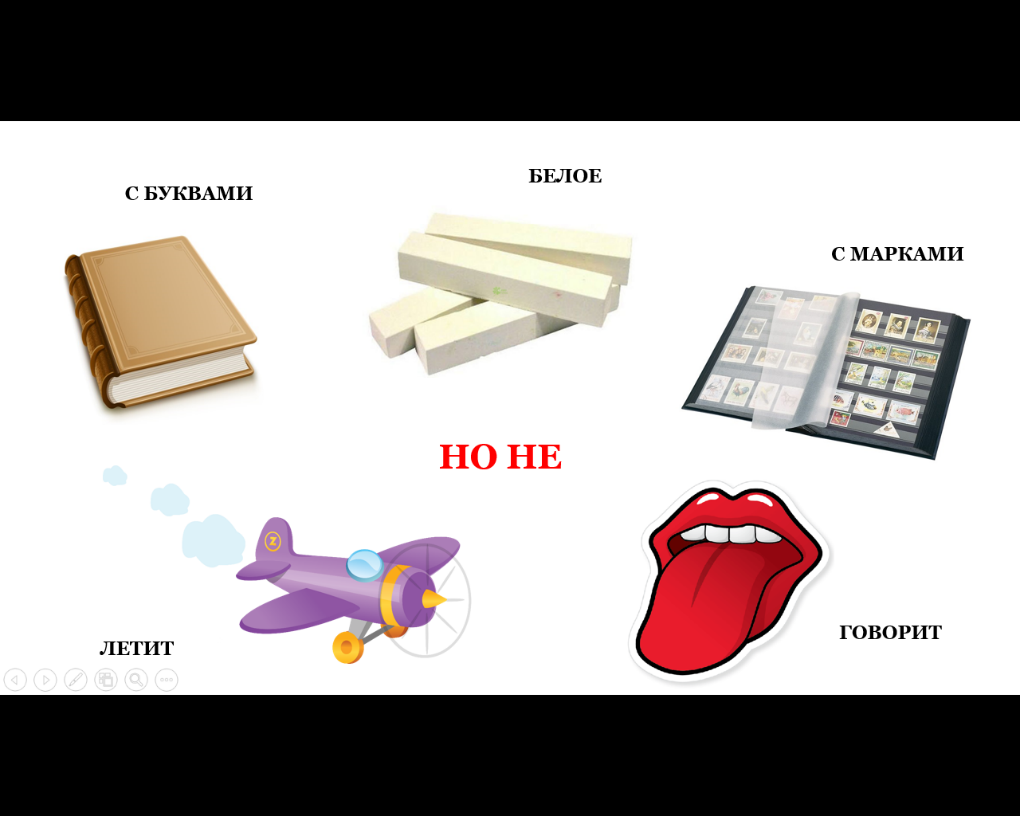 С БУКВАМИ
БЕЛОЕ
С МАРКАМИ
НО НЕ
Z
ЛЕТИТ
ГОВОРИТ